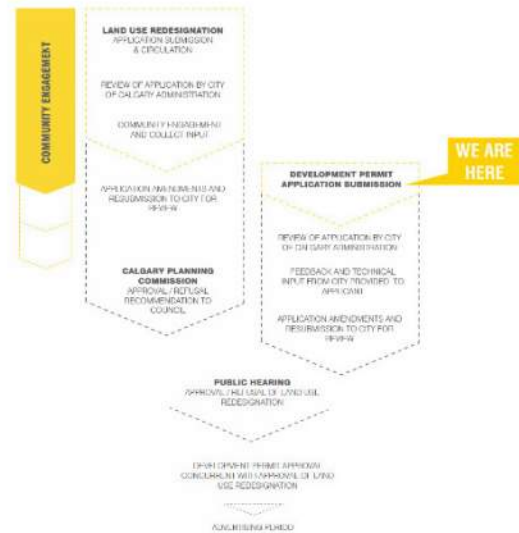 COMMUNITY ENGAGEMENT
LAND USE REDESIGNATION
APPLICATION SUBMISSION
& CIRCULATION
REVIEW OF APPLICATION BY CITY
OF CALGARY ADMINISTRATION
COMMUNITY ENGAGEMENT
AND COLLECT INPUT
APPLICATION AMENDMENTS AND
RESUBMISSION TO CITY FOR
REVIEW
CALGARY PLANNING
COMMISSION
APPROVAL / REFUSAL
RECOMMENDATION TO
COUNCIL
WE ARE
HERE
DEVELOPMENT PERMIT
APPLICATION SUBMISSION
REVIEW OF APPLICATION BY CITY
OF CALGARY ADMINISTRATION
FEEDBACK AND TECHNICAL
INPUT FROM CITY PROVIDED TO
APPLICANT
APPLICATION AMENDMENTS AND
RESUBMISSION TO CITY FOR
REVIEW
PUBLIC HEARING
APPROVAL / REFUSAL OF LAND USE
REDESIGNATION
DEVELOPMENT PERMIT APPROVAL
CONCURRENT WITH APPROVAL OF LAND
USE REDESIGNATION
ADVERTISING PERIOD